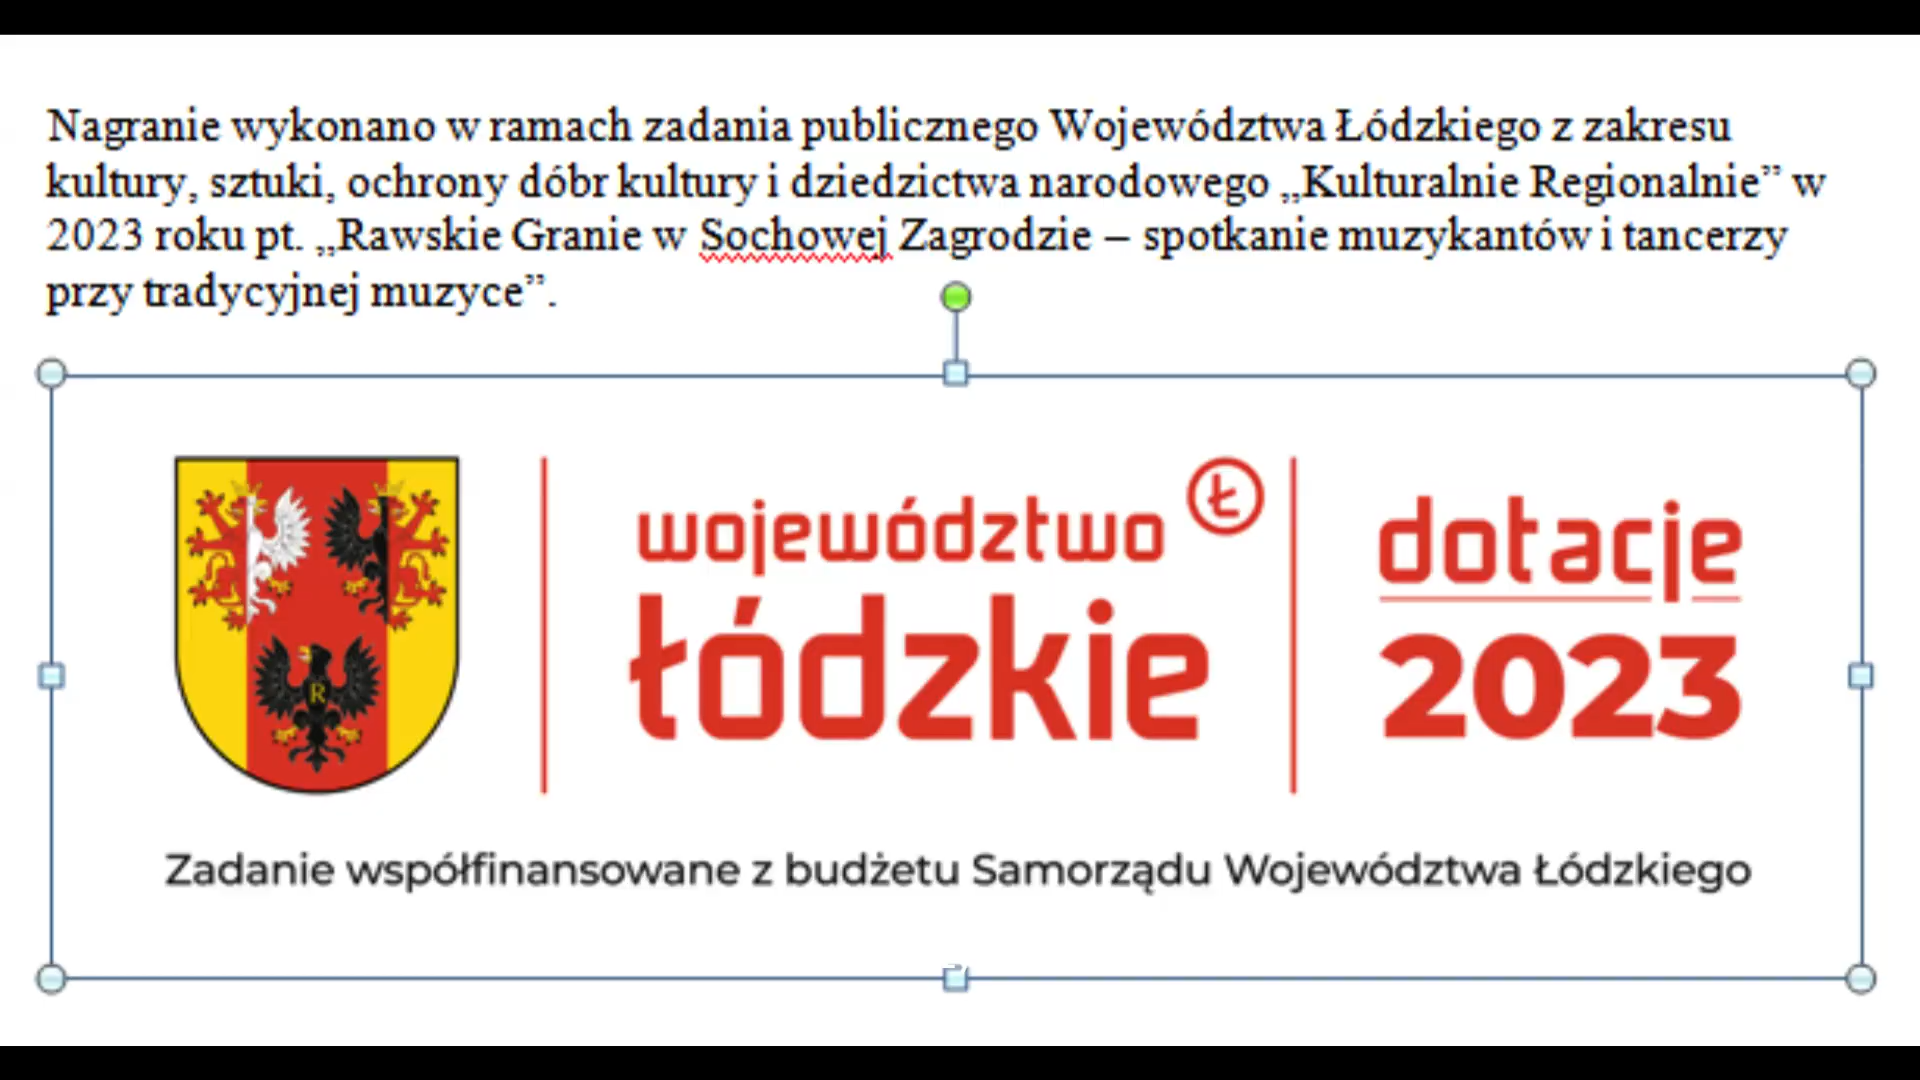 Nagranie wykonano w ramach zadania publicznego Województwa Łódzkiego z zakresu
kultury, sztuki, ochrony dóbr kultury i dziedzictwa narodowego „Kulturalnie Regionalnie” w
2023 roku pt. „Rawskie Granie w Sochowej Zagrodzie – spotkanie muzykantów i tancerzy
przy tradycyjnej muzyce”.
Ł
województwo
łódzkie
dotacje
2023
R
Zadanie współfinansowane z budżetu Samorządu Województwa Łódzkiego